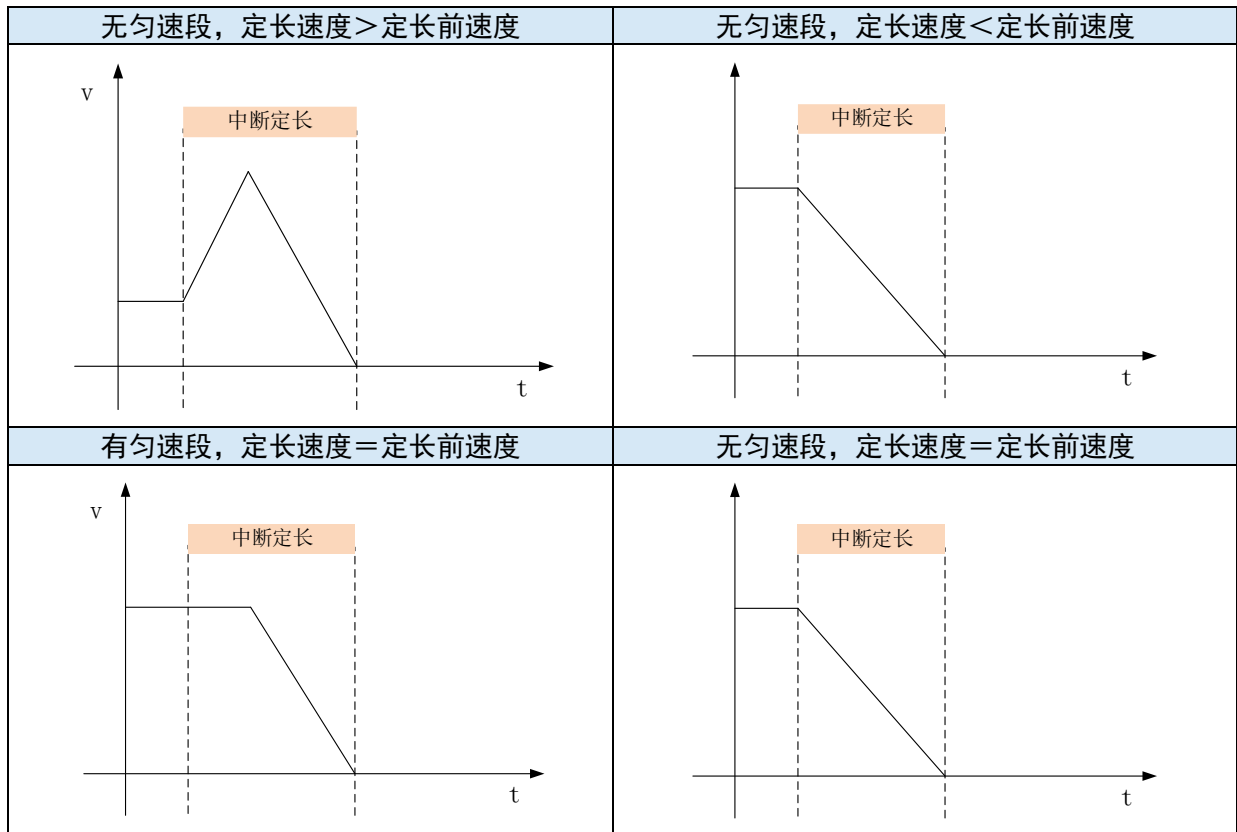 无匀速段，定长速度＞定长前速度
无匀速段，定长速度＜定长前速度
v
中断定长
t
中断定长
t
有匀速段，定长速度＝定长前速度
无匀速段，定长速度＝定长前速度
v
中断定长
t
中断定长
t